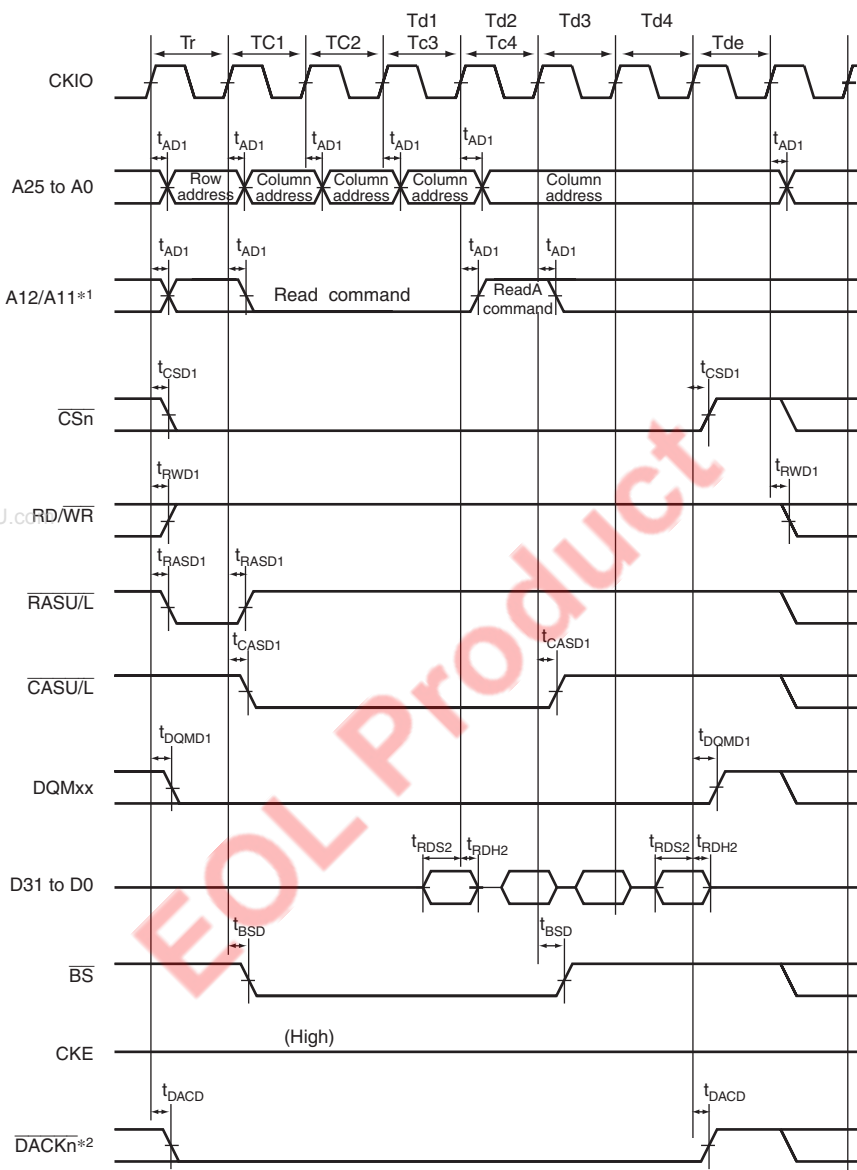 Td1 Td2 Td3 Td4
Tr TC1 TC2 Tc3 Tc4 Tde
CKIO
tAD1 tAD1 tAD1 tAD1 tAD1 tAD1
A25 to A0
Row address
Column address
Column address
Column address
Column address
tAD1 tAD1 tAD1 tAD1
A12/A11*1
Read command
ReadA command
tCSD1 tCSD1
CSn
tRWD1 tRWD1
RD/WR
U.com
tRASD1 tRASD1
RASU/L
tCASD1 tCASD1
CASU/L
tDQMD1 tDQMD1
DQMxx
tRDS2 tRDH2 tRDS2 tRDH2
D31 to D0
tBSD tBSD
BS
(High)
CKE
tDACD tDACD
DACKn*2
EOL Product